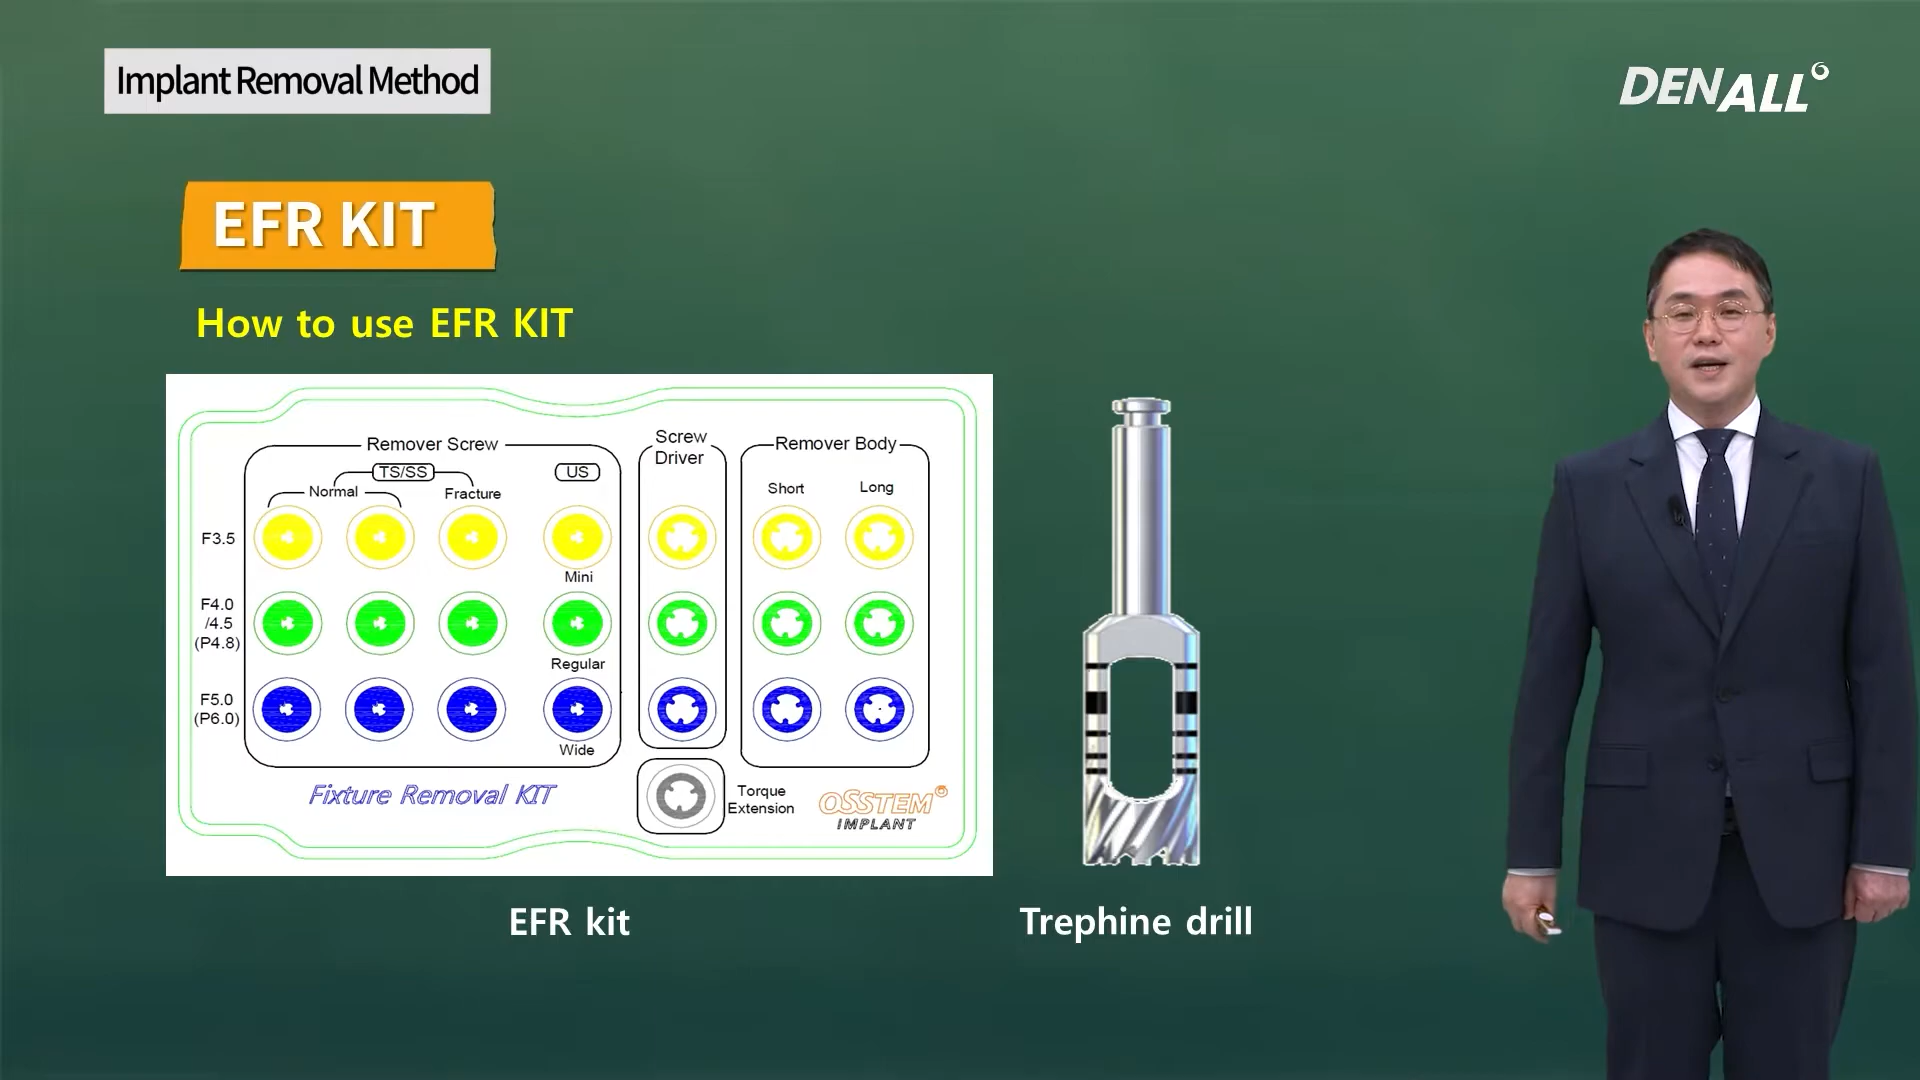 Implant Removal Method
DENALL
EFR KIT
How to use EFR KIT
Remover Screw
TS/SS
US
Normal
Fracture
Screw
Driver
Remover Body
Short
Long
F3.5
Mini
F4.0
/4.5
(P4.8)
Regular
F5.0
(P6.0)
Wide
Fixture Removal KIT
Torque
Extension
OSSTEM
IMPLANT
EFR kit
Trephine drill